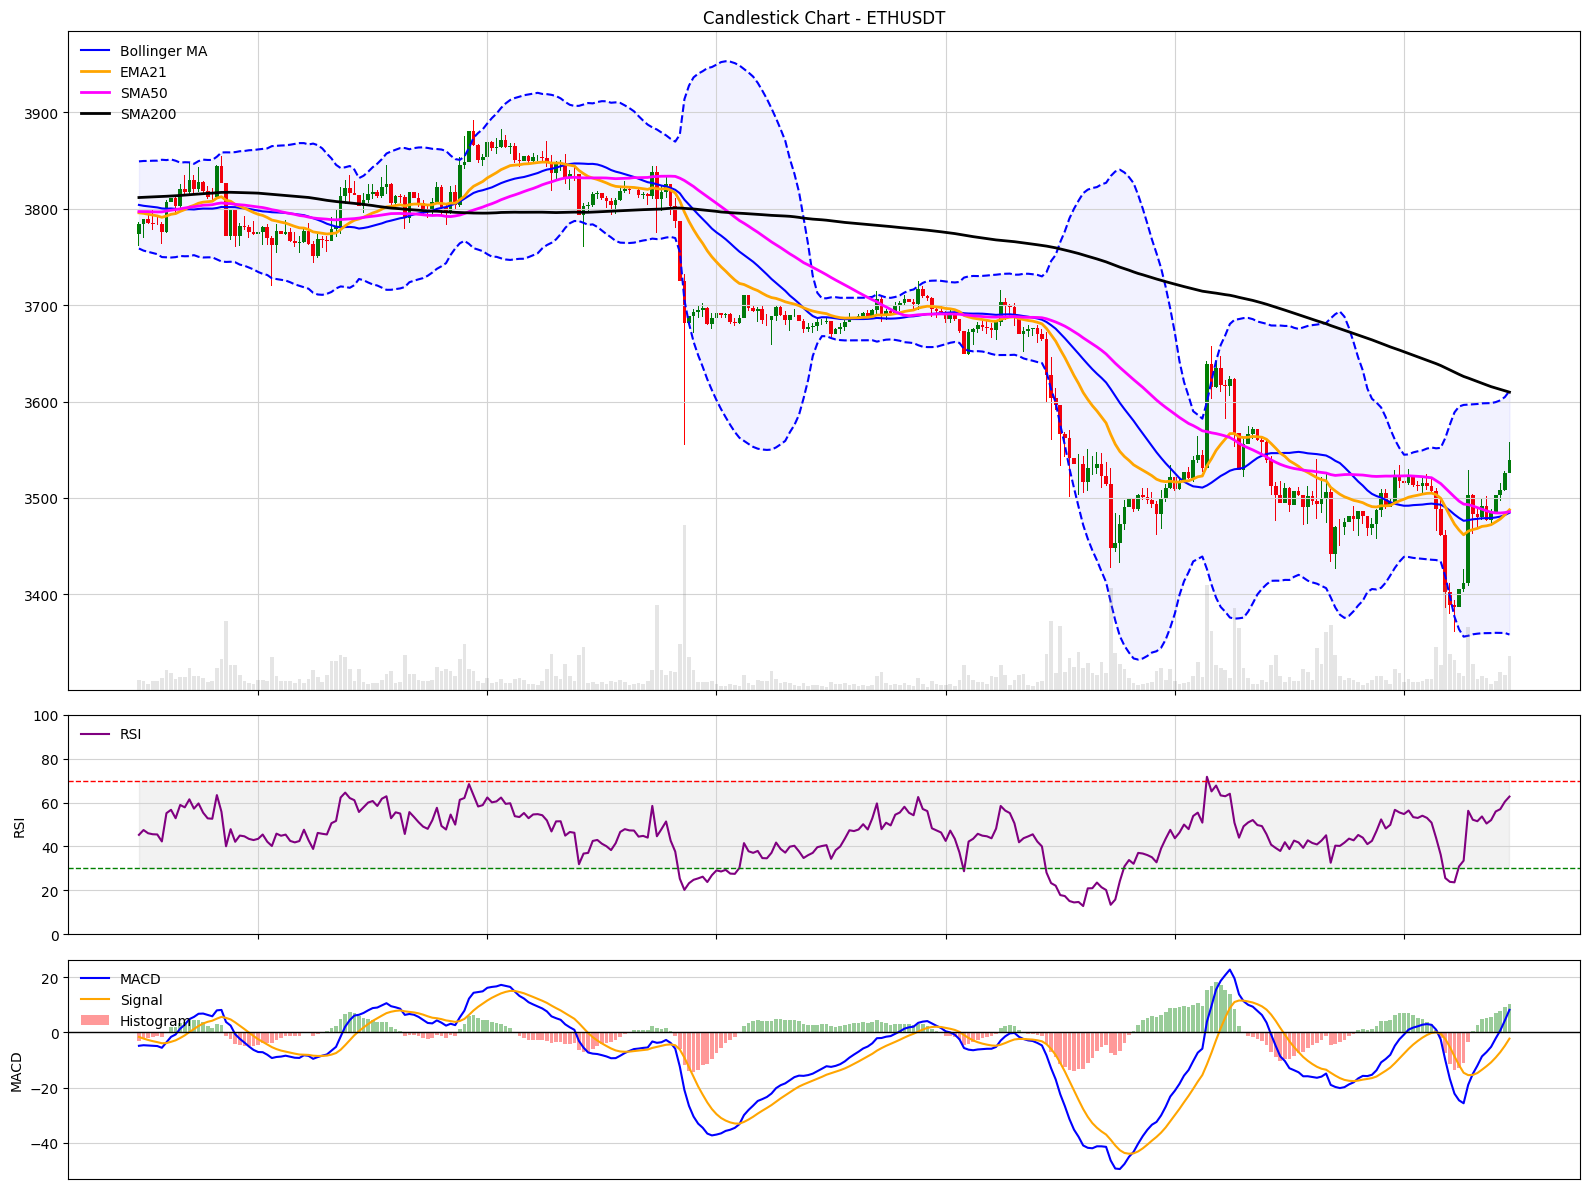 Candlestick Chart - ETHUSDT
Bollinger MA
EMA21
SMA50
SMA200
3900
3800
3700
3600
3500
3400
100
80
60
40
20
0
RSI
RSI
20
0
−20
−40
MACD
MACD
Signal
Histogram